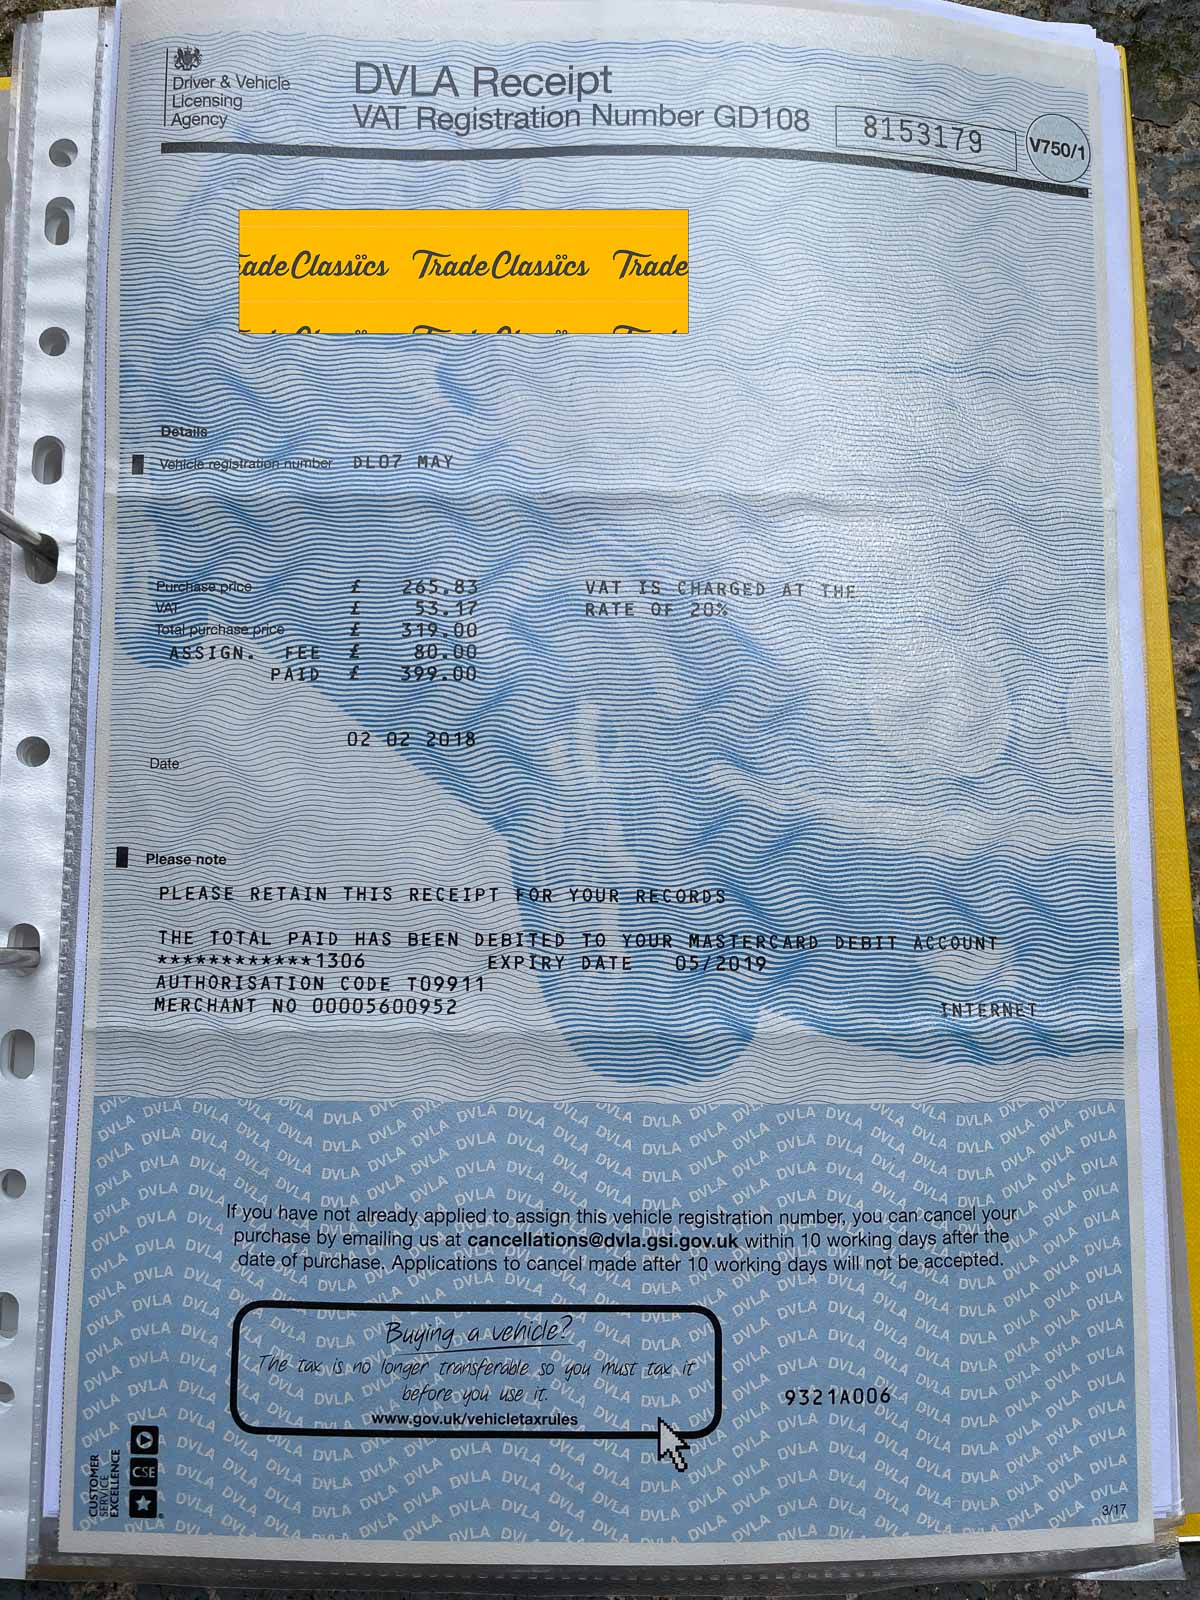 Driver & Vehicle
Licensing
Agency
DVLA Receipt
VAT Registration Number GD108
8153179
V750/1
adeClassics TradeClassics Trade
Details
Vehicle registration number DL07 MAY
Purchase price £ 265.83 VAT IS CHARGED AT THE
VAT £ 53.17 RATE OF 20%
Total purchase price £ 319.00
ASSIGN. FEE £ 80.00
PAID £ 399.00
02 02 2018
Date
Please note
PLEASE RETAIN THIS RECEIPT FOR YOUR RECORDS
THE TOTAL PAID HAS BEEN DEBITED TO YOUR MASTERCARD DEBIT ACCOUNT
************1306 EXPIRY DATE 05/2019
AUTHORISATION CODE T09911
MERCHANT NO 00005600952 INTERNET
If you have not already applied to assign this vehicle registration number, you can cancel your
purchase by emailing us at cancellations@dvla.gsi.gov.uk within 10 working days after the
date of purchase. Applications to cancel made after 10 working days will not be accepted.
Buying a vehicle?
The tax is no longer transferable so you must tax it
before you use it.
www.gov.uk/vehicletaxrules
9321A006
CUSTOMER
SERVICE
EXCELLENCE
CSE
3/17